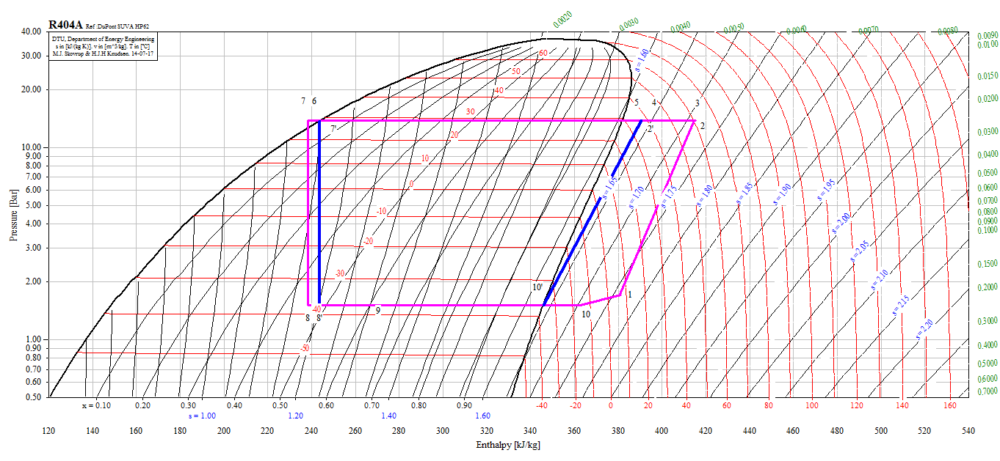 R404A Ref :DuPont SUVA HP62
DTU, Department of Energy Engineering
s in [kJ/(kg K)]. v in [m^3/kg]. T in [ºC]
M.J. Skovrup & H.J.H Knudsen. 14-07-17
0.0020 0.0030 0.0040 0.0050 0.0060 0.0070 0.0080 0.0090
40.00
0.0100
30.00
60
s = 1.60
50
0.0150
20.00
40
0.0200
7 6 5 4 3
30
7' 2' 2
20
0.0300
10.00
9.00
10
0.0400
8.00
7.00
0.0500
6.00
0
s = 1.65 s = 1.70 s = 1.75 s = 1.80 s = 1.85 s = 1.90 s = 1.95
0.0600
5.00
0.0700
-10
0.0800
4.00
s = 2.00
0.0900
0.1000
-20
3.00
s = 2.05
0.1500
-30
2.00
s = 2.10
10' 1
0.2000
-40
s = 2.15
8 8' 9 10
0.3000
s = 2.20
1.00
0.90
-50
0.4000
0.80
0.70
0.5000
0.60
0.6000
0.50
0.7000
Pressure [Bar]
x = 0.10 0.20 0.30 0.40 0.50 0.60 0.70 0.80 0.90 -40 -20 0 20 40 60 80 100 120 140 160
s = 1.00 1.20 1.40 1.60
120 140 160 180 200 220 240 260 280 300 320 340 360 380 400 420 440 460 480 500 520 540
Enthalpy [kJ/kg]